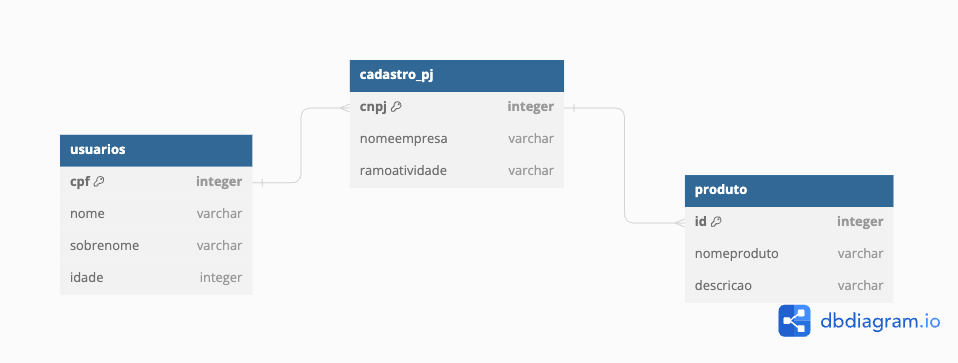 usuarios
cpf integer
nome varchar
sobrenome varchar
idade integer
cadastro_pj
cnpj integer
nomeempresa varchar
ramoatividade varchar
produto
id integer
nomeproduto varchar
descricao varchar
dbdiagram.io